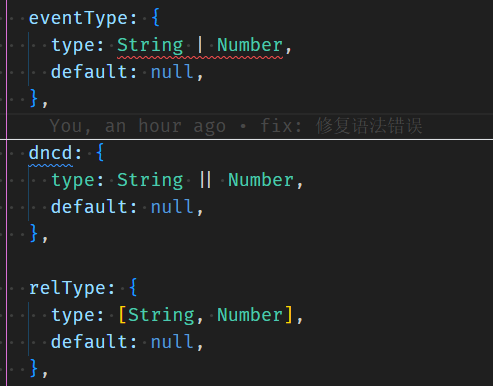 eventType: {
type: String | Number,
default: null,
},
You, an hour ago • fix: 修复语法错误
dncd: {
type: String || Number,
default: null,
},
relType: {
type: [String, Number],
default: null,
},